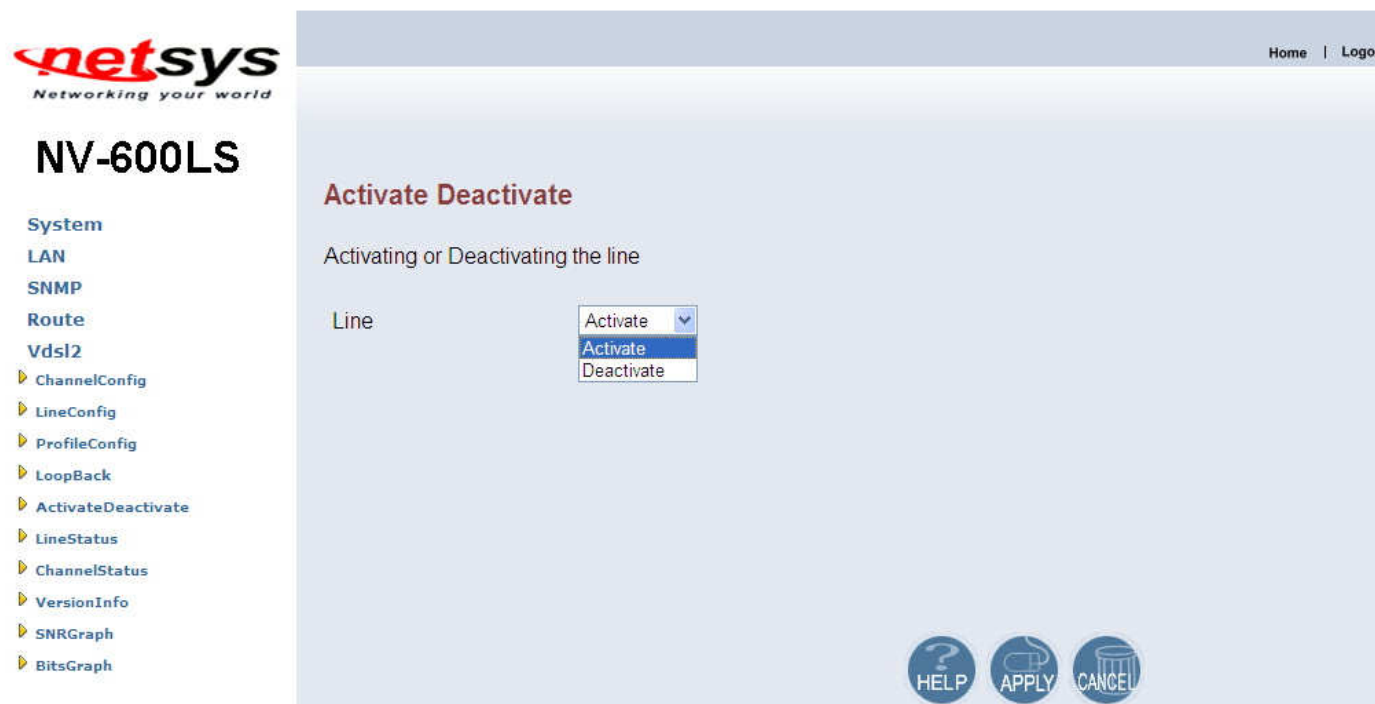 netsys
Networking your world
Home | Logo
NV-600LS
System
LAN
SNMP
Route
Vdsl2
ChannelConfig
LineConfig
ProfileConfig
LoopBack
ActivateDeactivate
LineStatus
ChannelStatus
VersionInfo
SNRGraph
BitsGraph
Activate Deactivate
Activating or Deactivating the line
Line
Activate
Activate
Deactivate
HELP
APPLY
CANCEL